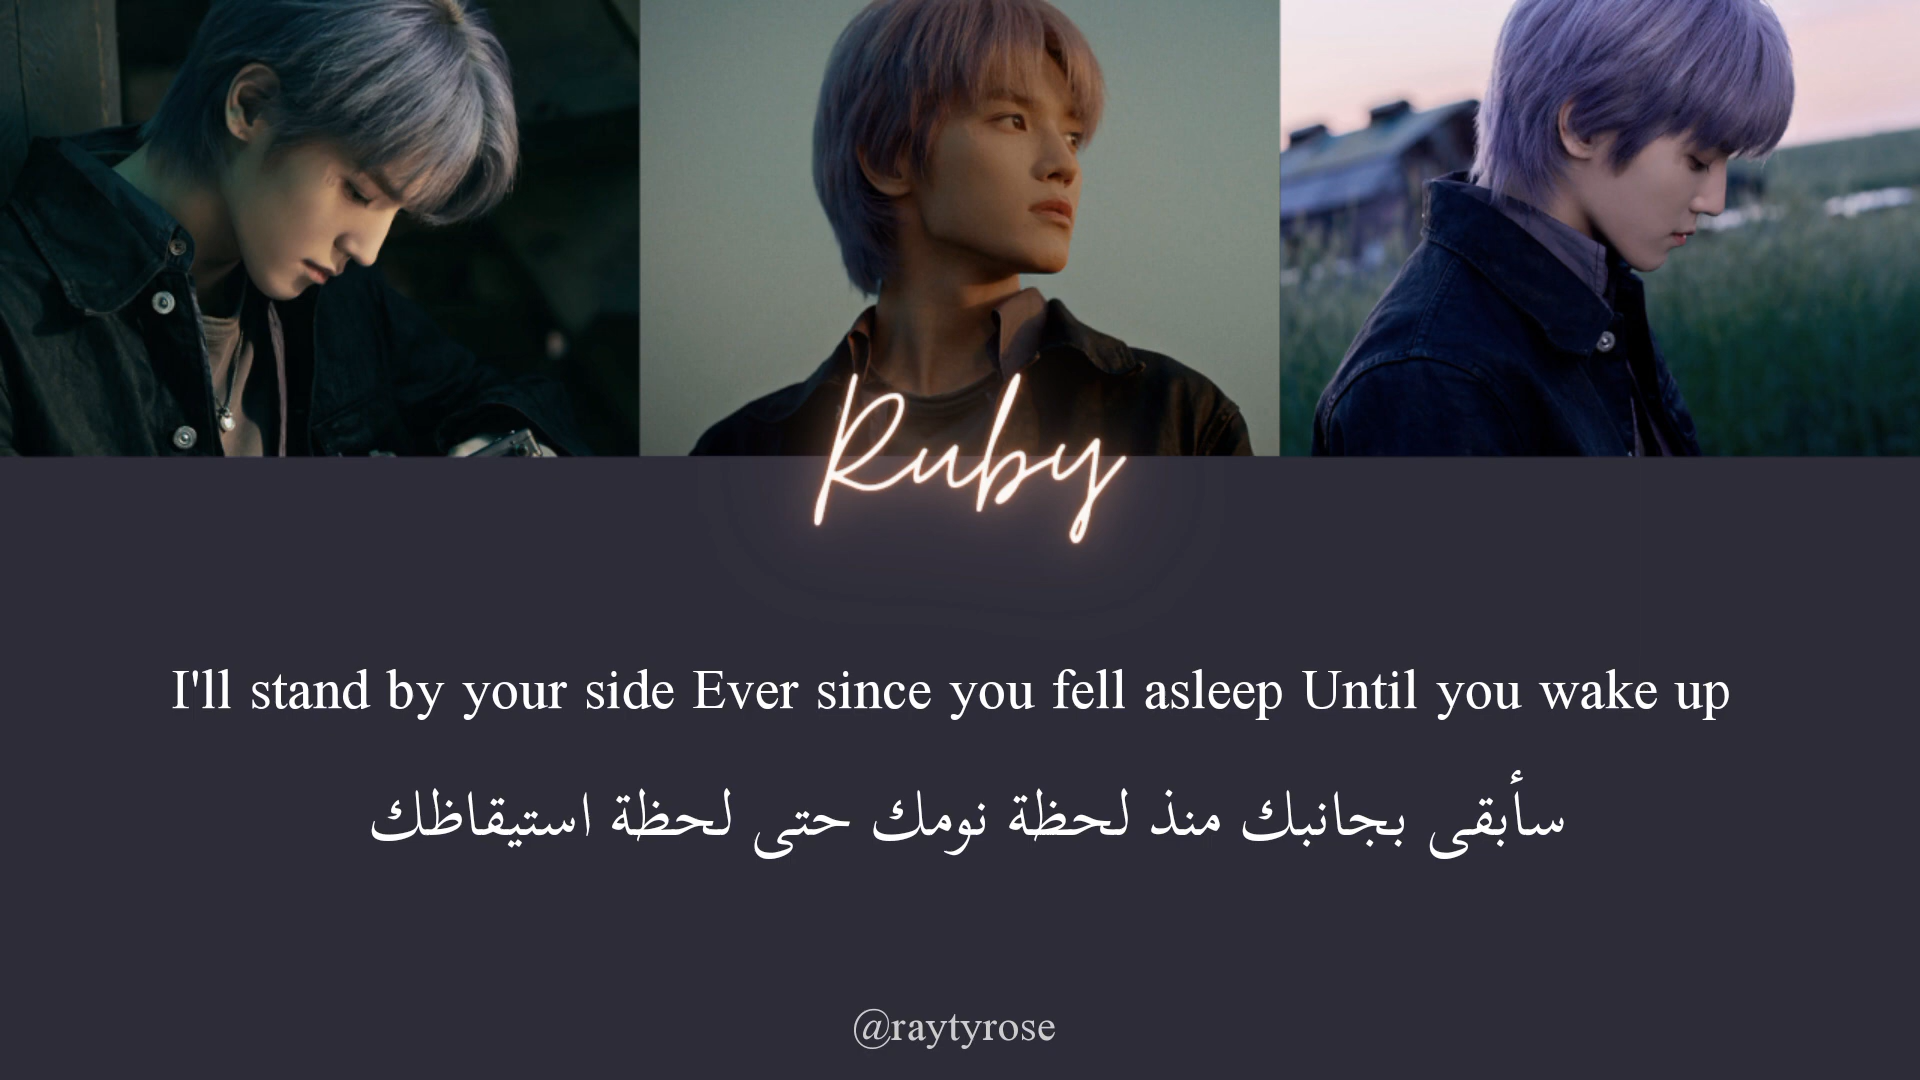 Ruby
I'll stand by your side Ever since you fell asleep Until you wake up
سأبقى بجانبك منذ لحظة نومك حتى لحظة استيقاظك
@raytyrose